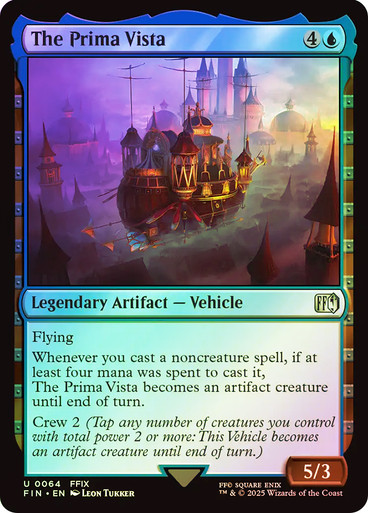 The Prima Vista 4
Legendary Artifact — Vehicle
Flying
Whenever you cast a noncreature spell, if at
least four mana was spent to cast it,
The Prima Vista becomes an artifact creature
until end of turn.
Crew 2 (Tap any number of creatures you control
with total power 2 or more: This Vehicle becomes
an artifact creature until end of turn.)
5/3
U 0064 FFIX
FIN • EN Leon Tukker
FF© SQUARE ENIX
™ & © 2025 Wizards of the Coast